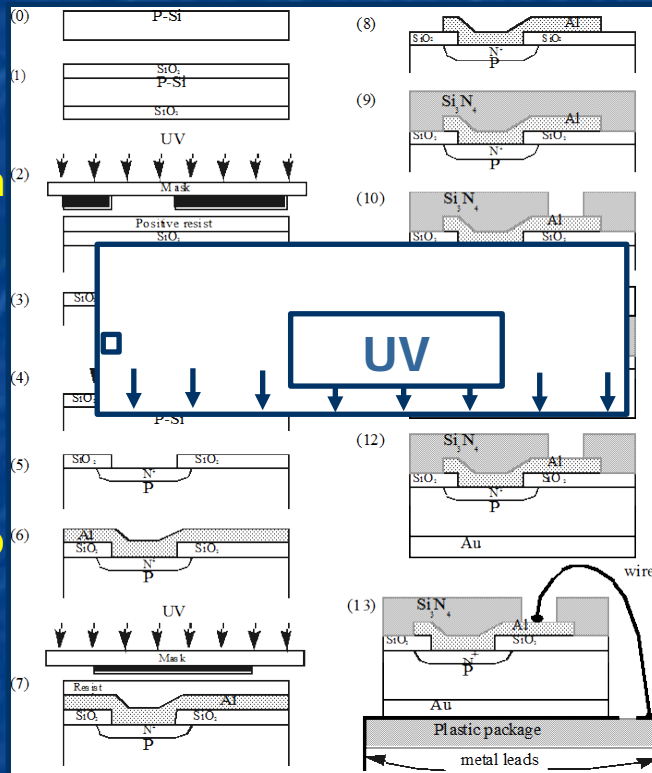 (0)
P-Si
(1)
SiO₂
P-Si
SiO₂
UV
(2)
Mask
Positive resist
SiO₂
(3)
SiO
(4)
SiO
P-Si
(5)
SiO₂
SiO₂
N⁺
P
(6)
Al
SiO₂
SiO₂
N⁺
P
UV
Mask
(7)
Resist
Al
SiO₂
SiO₂
N⁺
P
UV
(8)
Al
SiO₂
SiO₂
N⁺
P
(9)
Si₃N₄
Al
SiO₂
SiO₂
N⁺
P
(10)
Si₃N₄
Al
SiO₂
SiO₂
(12)
Si₃N₄
Al
SiO₂
SiO₂
N⁺
P
Au
wire
(13)
Si₃N₄
Al
SiO₂
SiO₂
N⁺
P
Au
Plastic package
metal leads